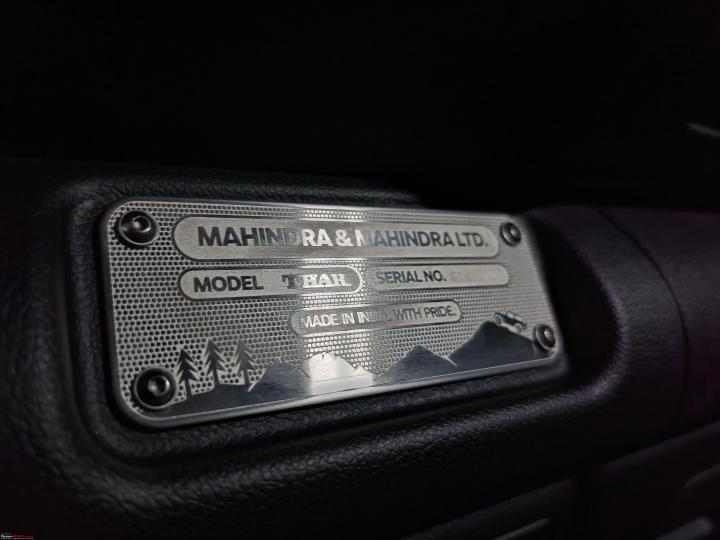 MAHINDRA & MAHINDRA LTD.
MODEL THAR SERIAL NO.
MADE IN INDIA, WITH PRIDE.